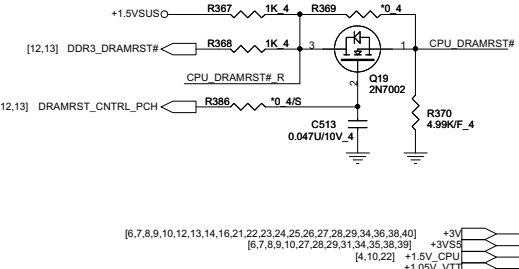 +1.5VSUS R367 1K_4 R369 *0_4
[12,13] DDR3_DRAMRST# R368 1K_4 3 1 CPU_DRAMRST#
CPU_DRAMRST#_R
Q19
2N7002
2
12,13] DRAMRST_CNTRL_PCH R386 *0_4/S
R370
4.99K/F_4
C513
0.047U/10V_4
[6,7,8,9,10,12,13,14,16,21,22,23,24,25,26,27,28,29,34,36,38,40] +3V
[6,7,8,9,10,27,28,29,31,34,35,38,39] +3VS5
[4,10,22] +1.5V_CPU
+1.05V_VTT